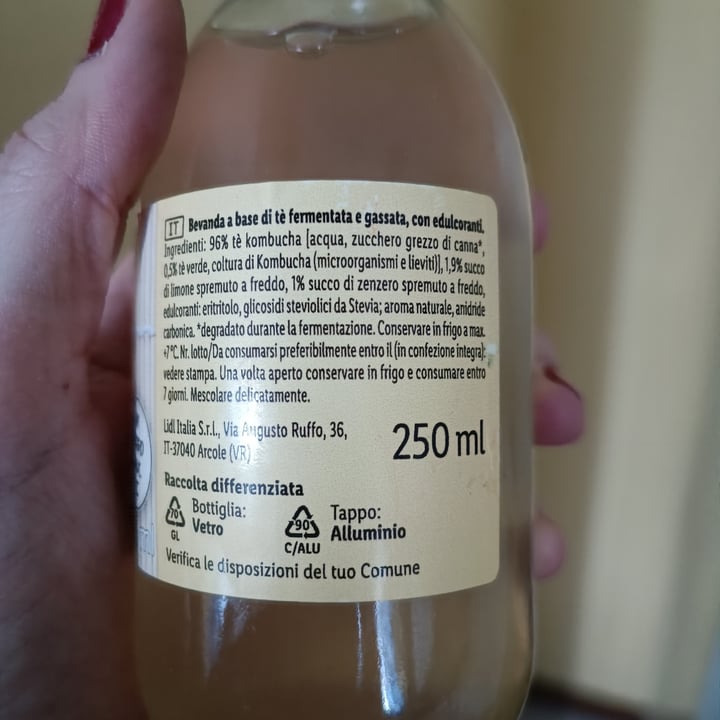 IT Bevanda a base di tè fermentata e gassata, con edulcoranti.
Ingredienti: 96% tè kombucha [acqua, zucchero grezzo di canna*,
0,5% tè verde, coltura di Kombucha (microorganismi e lieviti)], 1,9% succo
di limone spremuto a freddo, 1% succo di zenzero spremuto a freddo,
edulcoranti: eritritolo, glicosidi steviolici da Stevia; aroma naturale, anidride
carbonica. *degradato durante la fermentazione. Conservare in frigo a max.
+7°C. Nr. lotto/Da consumarsi preferibilmente entro il (in confezione integra):
vedere stampa. Una volta aperto conservare in frigo e consumare entro
7 giorni. Mescolare delicatamente.
Lidl Italia S.r.l., Via Augusto Ruffo, 36,
IT-37040 Arcole (VR)
250 ml
Raccolta differenziata
70
GL
Bottiglia:
Vetro
90
C/ALU
Tappo:
Alluminio
Verifica le disposizioni del tuo Comune